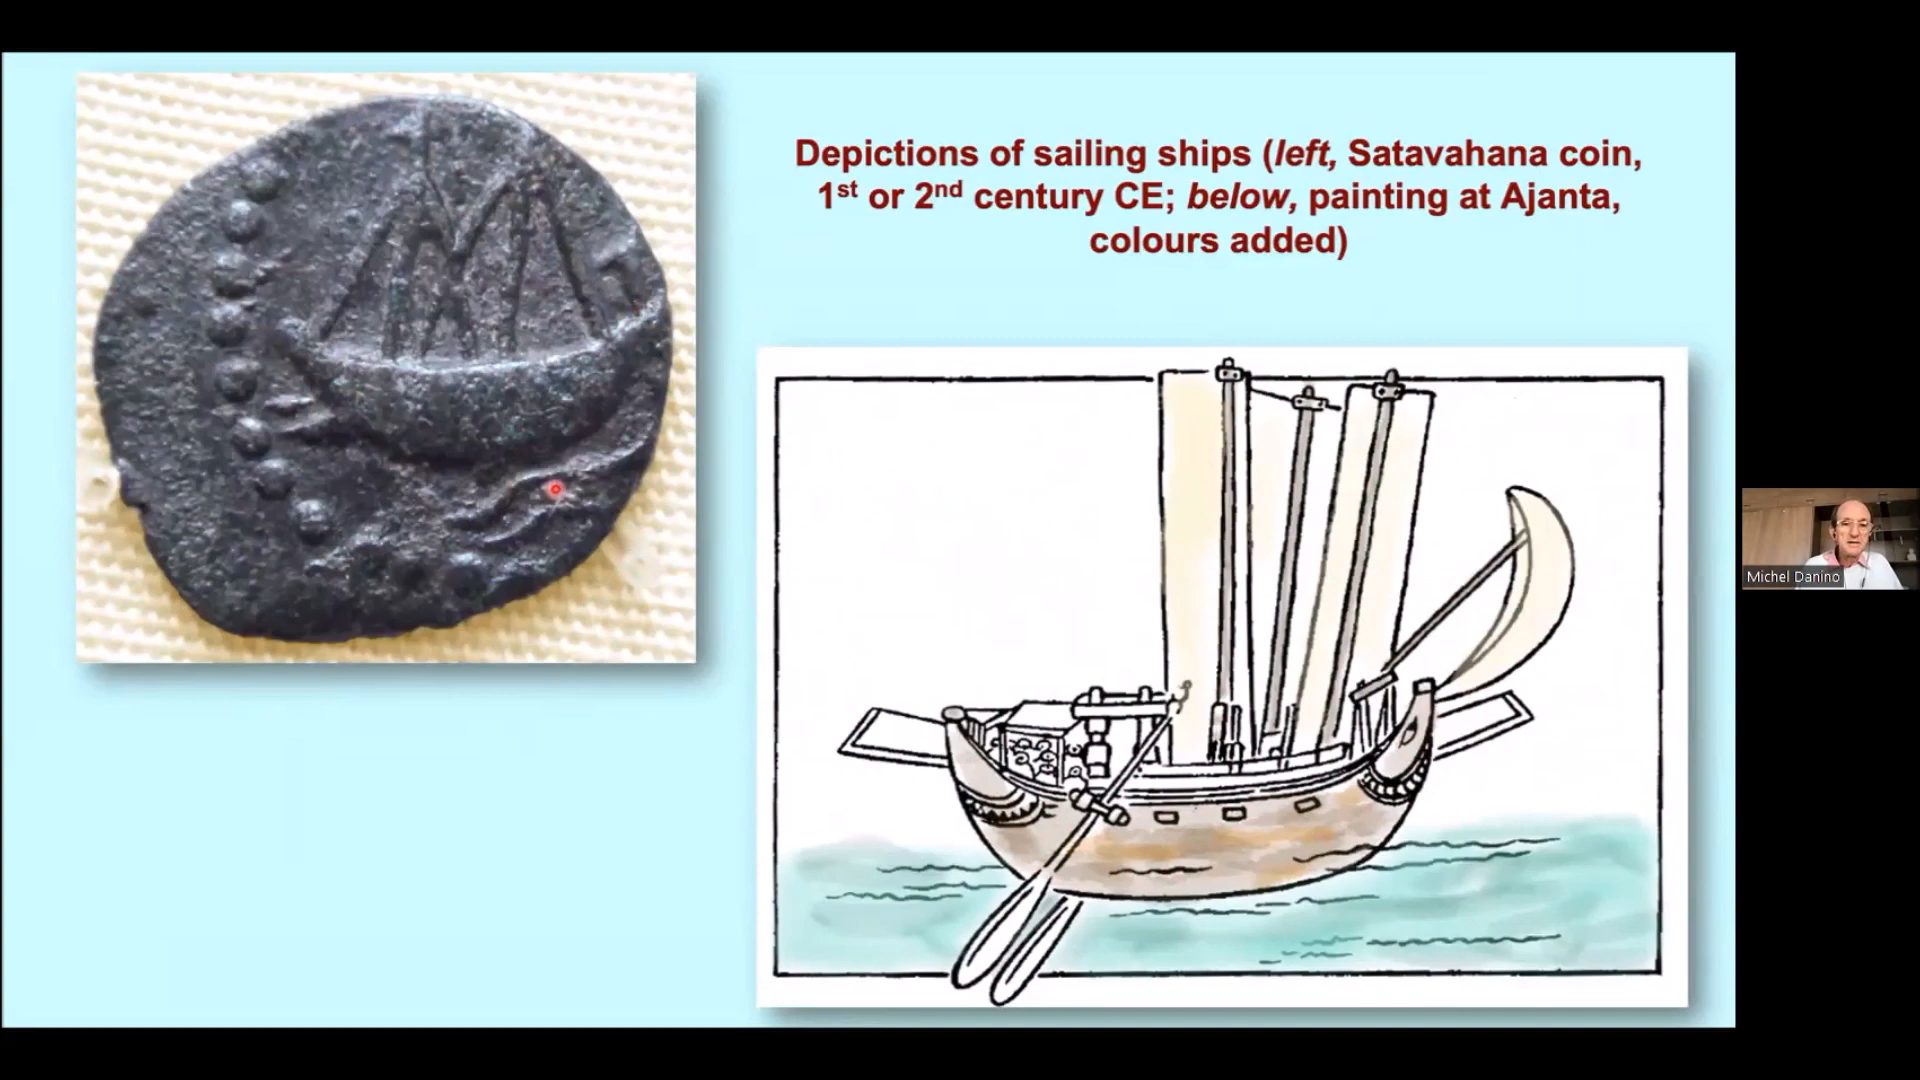 Depictions of sailing ships (left, Satavahana coin,
1st or 2nd century CE; below, painting at Ajanta,
colours added)
Michel Danino